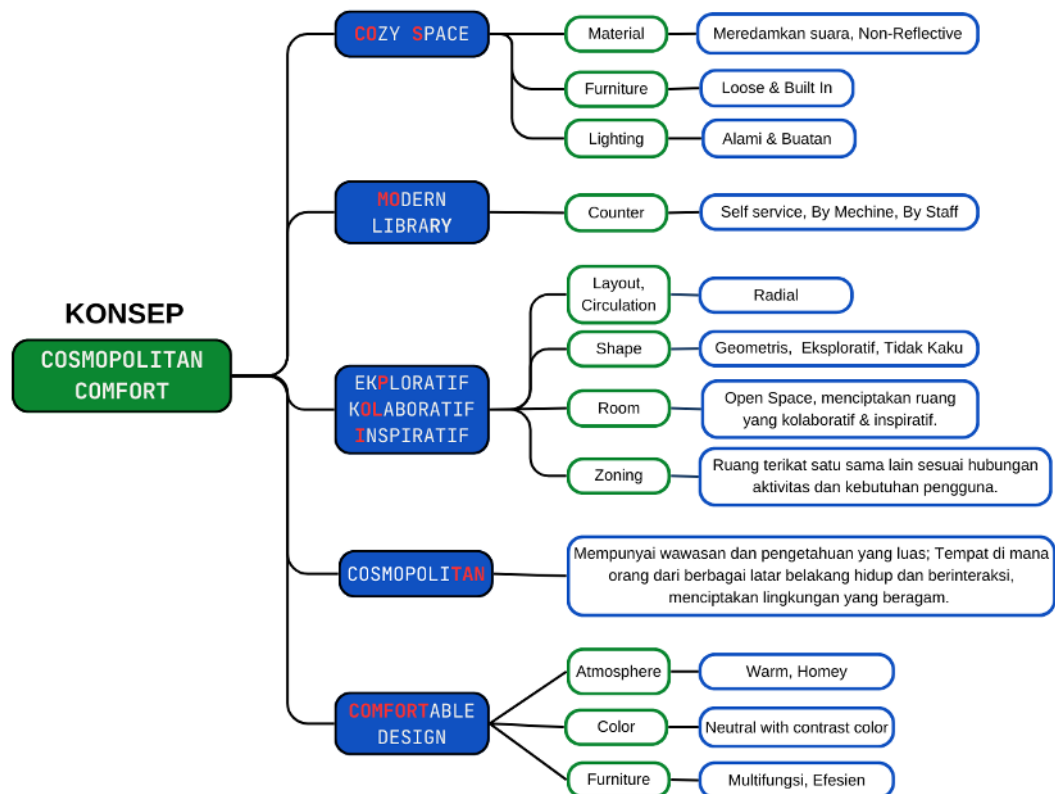 KONSEP
COSMOPOLITAN
COMFORT
COZY SPACE
Material
Meredamkan suara, Non-Reflective
Furniture
Loose & Built In
Lighting
Alami & Buatan
MODERN
LIBRARY
Counter
Self service, By Mechine, By Staff
EKPLORATIF
KOLABORATIF
INSPIRATIF
Layout,
Circulation
Radial
Shape
Geometris, Eksploratif, Tidak Kaku
Room
Open Space, menciptakan ruang
yang kolaboratif & inspiratif.
Zoning
Ruang terikat satu sama lain sesuai hubungan
aktivitas dan kebutuhan pengguna.
COSMOPOLITAN
Mempunyai wawasan dan pengetahuan yang luas; Tempat di mana
orang dari berbagai latar belakang hidup dan berinteraksi,
menciptakan lingkungan yang beragam.
COMFORTABLE
DESIGN
Atmosphere
Warm, Homey
Color
Neutral with contrast color
Furniture
Multifungsi, Efesien